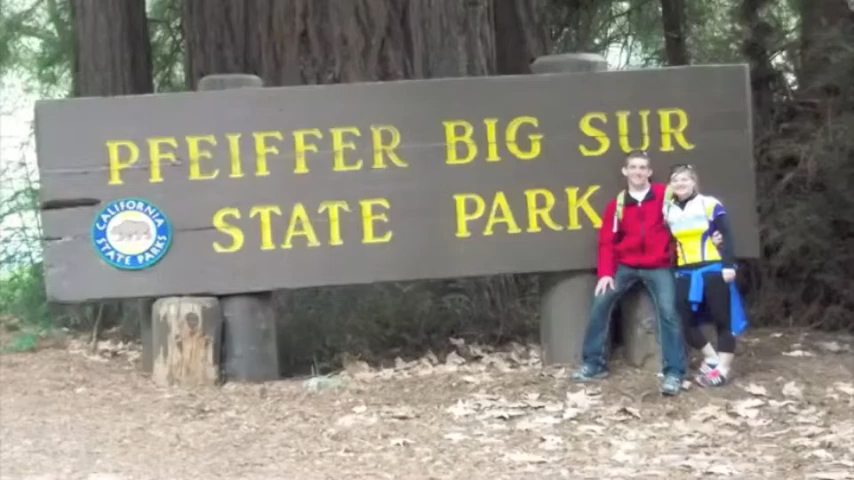 PFEIFFER BIG SUR
STATE PARK
CALIFORNIA
STATE PARKS